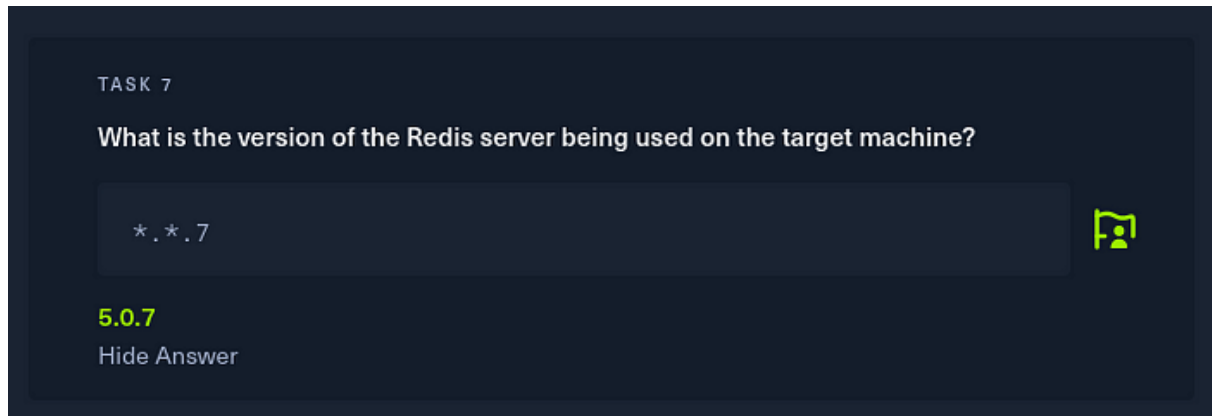 TASK 7
What is the version of the Redis server being used on the target machine?
*.*.7
5.0.7
Hide Answer